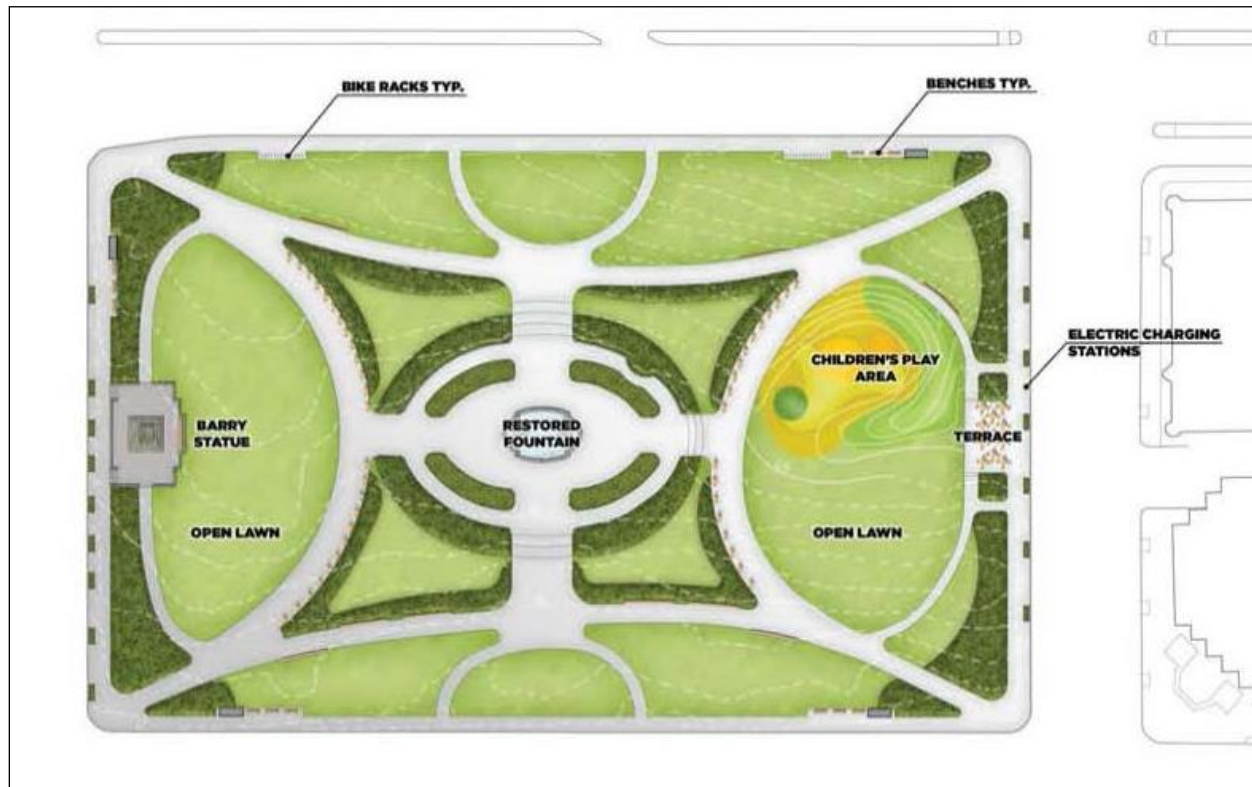 BIKE RACKS TYP.
BENCHES TYP.
ELECTRIC CHARGING
STATIONS
CHILDREN'S PLAY
AREA
BARRY
STATUE
RESTORED
FOUNTAIN
TERRACE
OPEN LAWN
OPEN LAWN